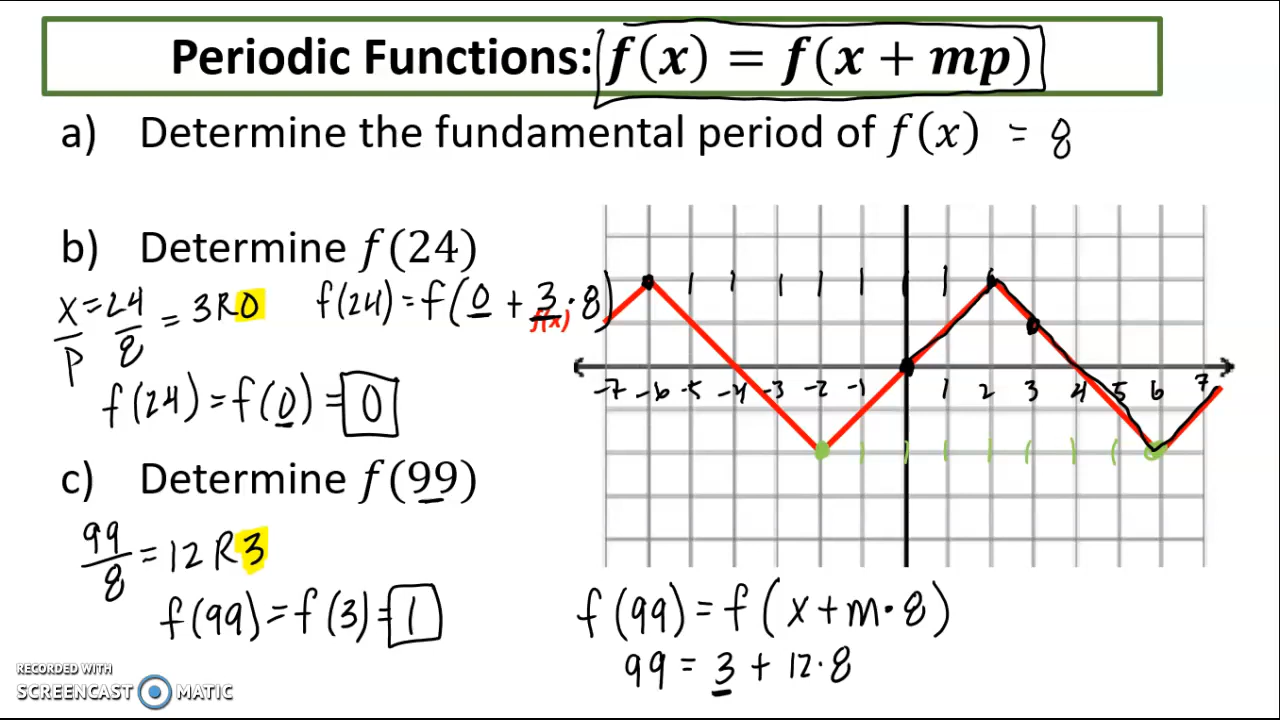 Periodic Functions: f(x) = f(x + mp)
a) Determine the fundamental period of f(x) = 8
b) Determine f(24)
x = 24
p 8 = 3R0
f(24) = f(0 + 3·8)
f(x)
f(24) = f(0) = 0
-7 -6 -5 -4 -3 -2 -1 1 2 3 4 5 6 7
c) Determine f(99)
99/8 = 12 R3
f(99) = f(3) = 1
f(99) = f(x + m·8)
99 = 3 + 12·8
RECORDED WITH
SCREENCAST MATIC